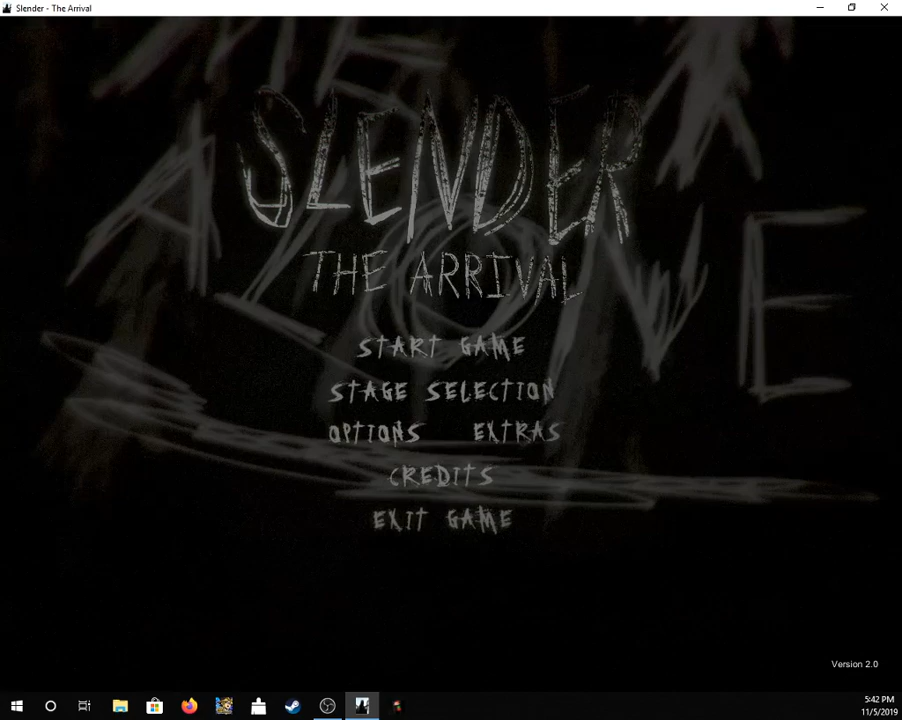 Slender - The Arrival
SLENDER
THE ARRIVAL
START GAME
STAGE SELECTION
OPTIONS EXTRAS
CREDITS
EXIT GAME
Version 2.0
5:42 PM
11/5/2019